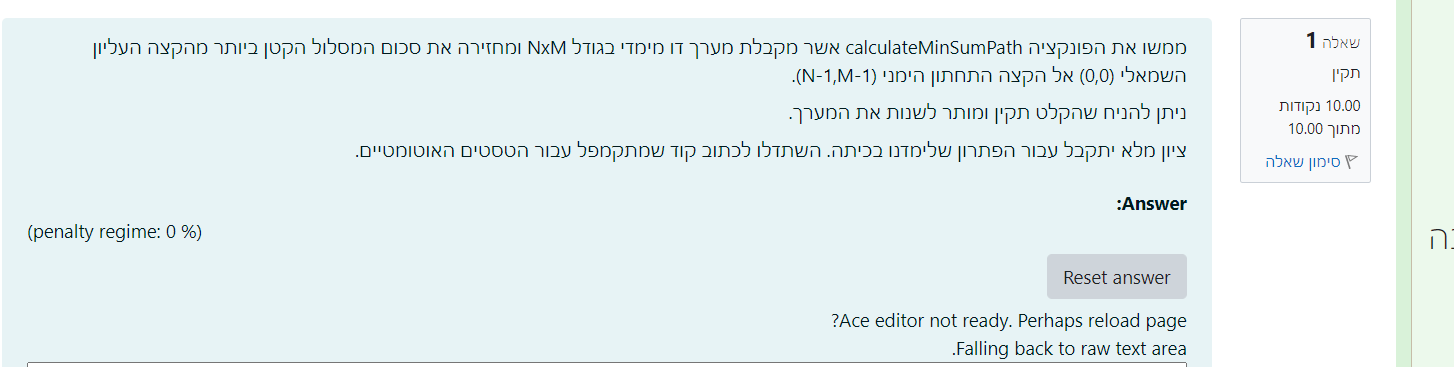 שאלה 1
תקין
10.00 נקודות
מתוך 10.00
סימון שאלה
ממשו את הפונקציה calculateMinSumPath אשר מקבלת מערך דו מימדי בגודל NxM ומחזירה את סכום המסלול הקטן ביותר מהקצה העליון
השמאלי (0,0) אל הקצה התחתון הימני (N-1,M-1).
ניתן להניח שהקלט תקין ומותר לשנות את המערך.
ציון מלא יתקבל עבור הפתרון שלימדנו בכיתה. השתדלו לכתוב קוד שמתקמפל עבור הטסטים האוטומטיים.
Answer:
(penalty regime: 0 %)
Reset answer
Ace editor not ready. Perhaps reload page?
Falling back to raw text area.